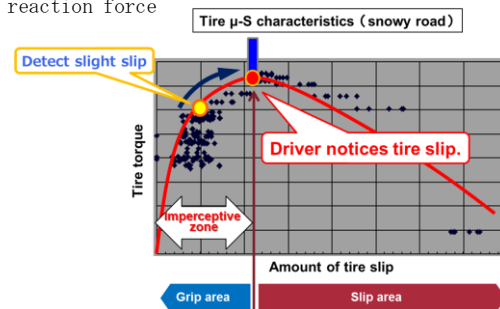 reaction force
Tire μ-S characteristics (snowy road)
Detect slight slip
Driver notices tire slip.
Tire torque
Imperceptive
zone
Amount of tire slip
Grip area
Slip area